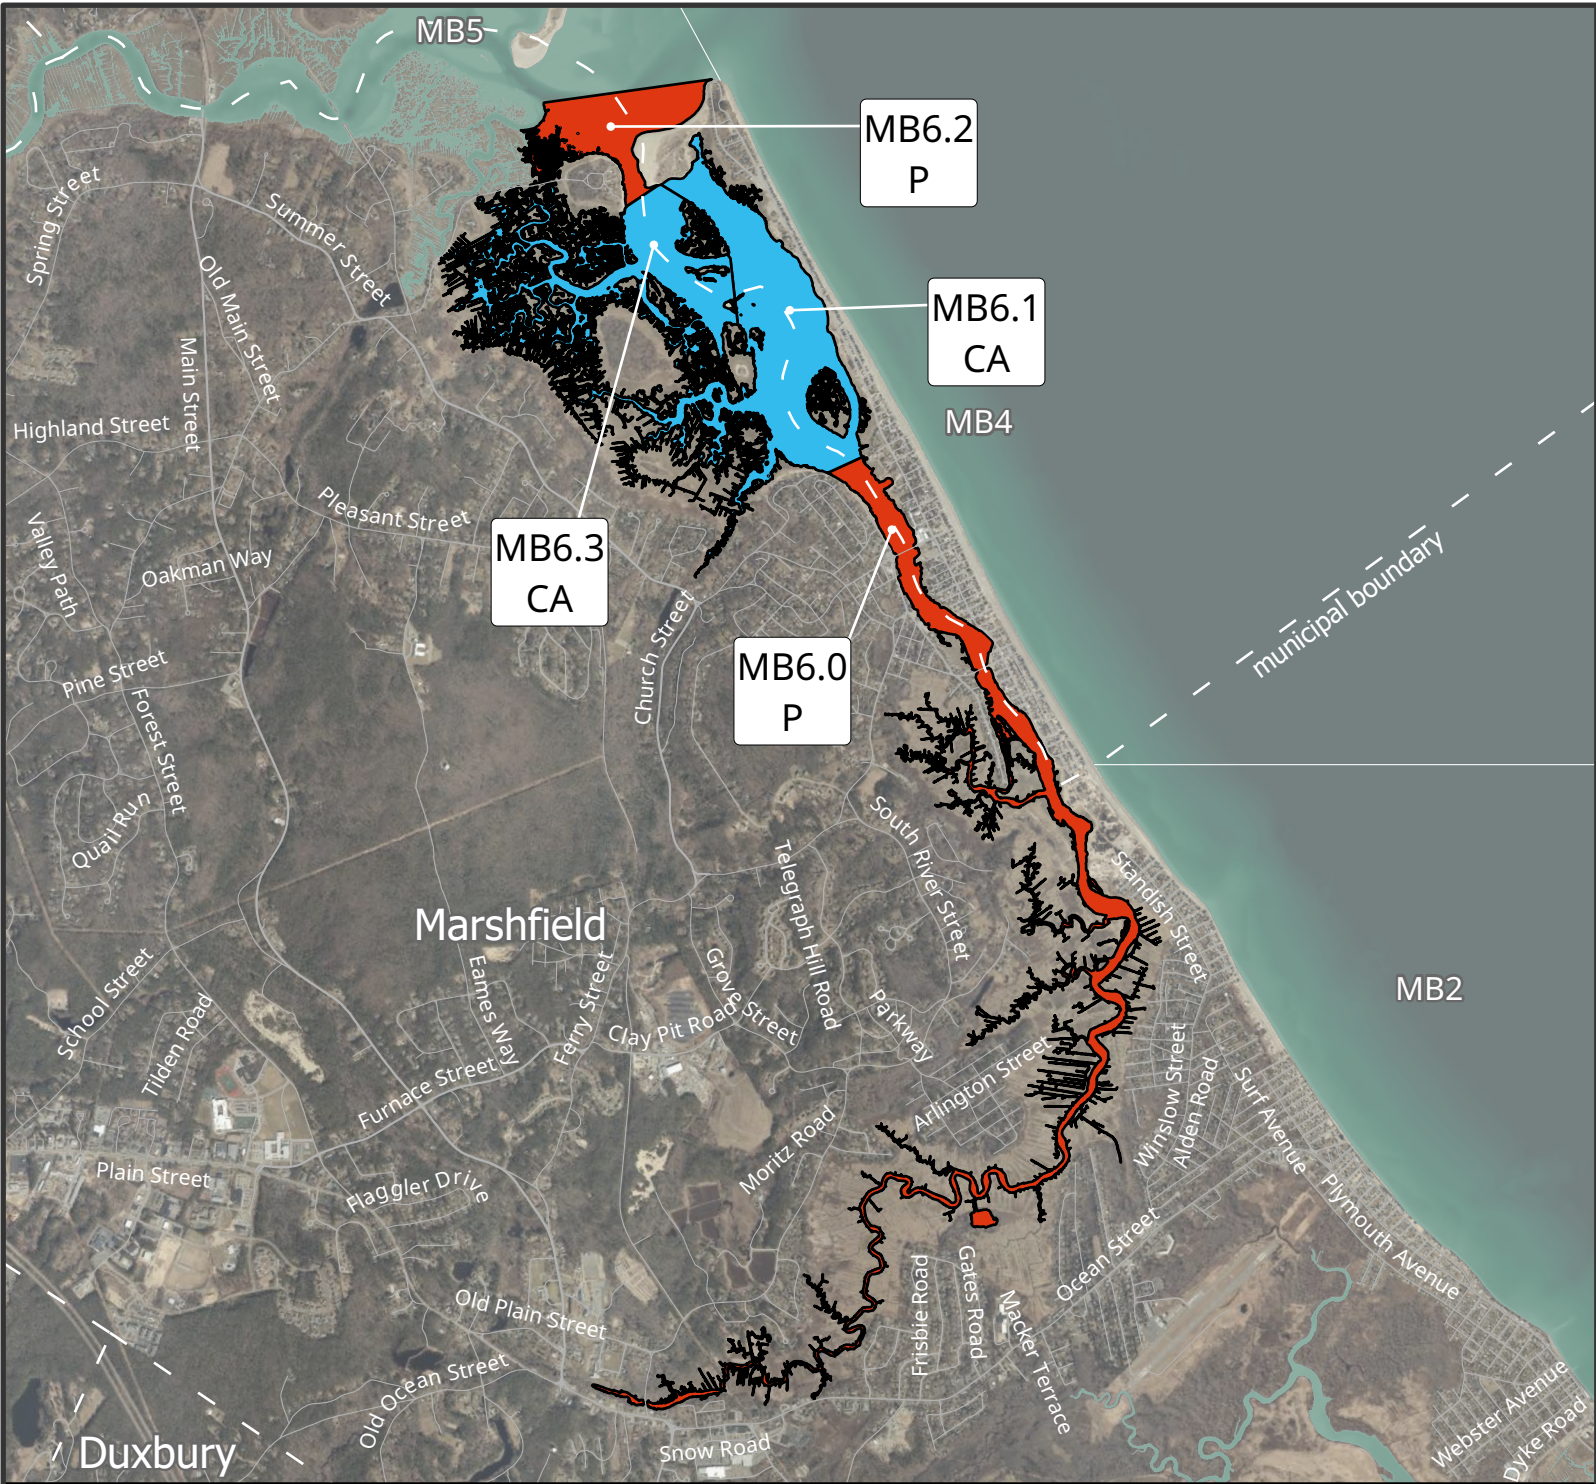 MB5
MB6.2
P
Spring Street
Summer Street
Old Main Street
MB6.1
CA
Main Street
MB4
Highland Street
Pleasant Street
Valley Path
Oakman Way
MB6.3
CA
municipal boundary
Church Street
Pine Street
MB6.0
P
Forest Street
Quail Run
South River Street
Telegraph Hill Road
Standish Street
Marshfield
School Street
Eames Way
Ferry Street
Grove Street
Clay Pit Road
Parkway
MB2
Tilden Road
Furnace Street
Arlington Street
Winslow Street
Alden Road
Surf Avenue
Moritz Road
Plain Street
Flaggler Drive
Plymouth Avenue
Ocean Street
Frisbie Road
Gates Road
Macker Terrace
Old Plain Street
Old Ocean Street
Snow Road
Webster Avenue
Dyke Road
Duxbury